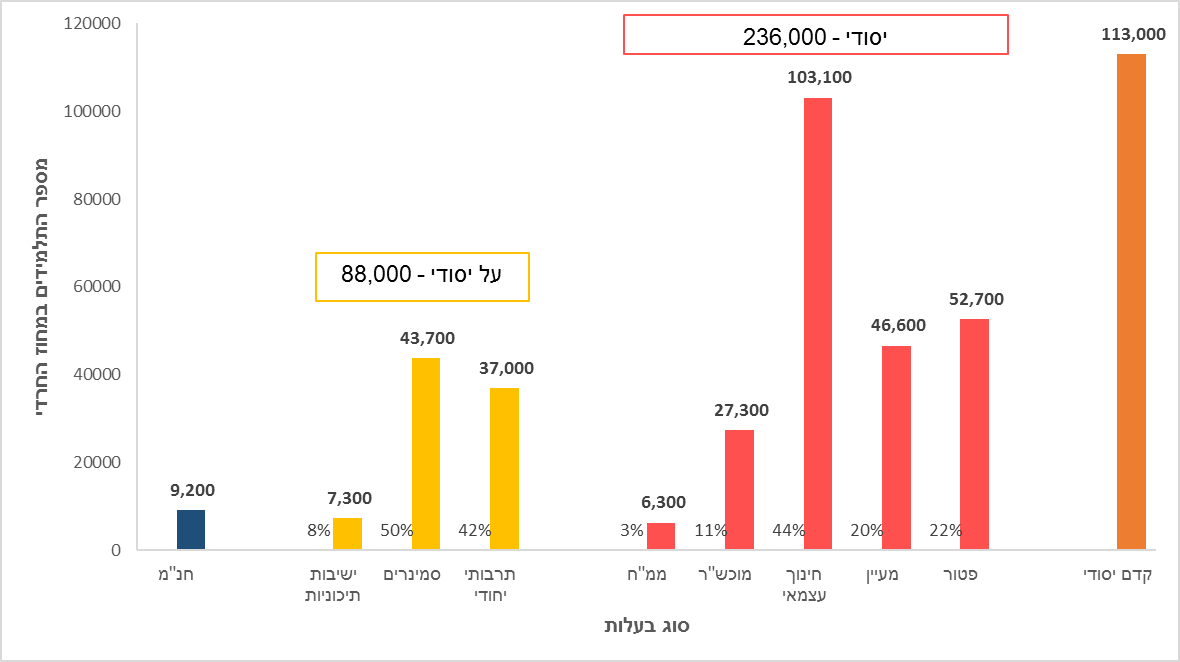 יסודי - 236,000
על יסודי - 88,000
מספר התלמידים במחוז החרדי
120000
100000
80000
60000
40000
20000
0
113,000
52,700
46,600
103,100
27,300
6,300
37,000
43,700
7,300
9,200
22%
20%
44%
11%
3%
42%
50%
8%
קדם יסודי
פטור
מעיין
חינוך
עצמאי
מוכש"ר
ממ"ח
תרבותי
יחודי
סמינרים
ישיבות
תיכוניות
חנ"מ
סוג בעלות